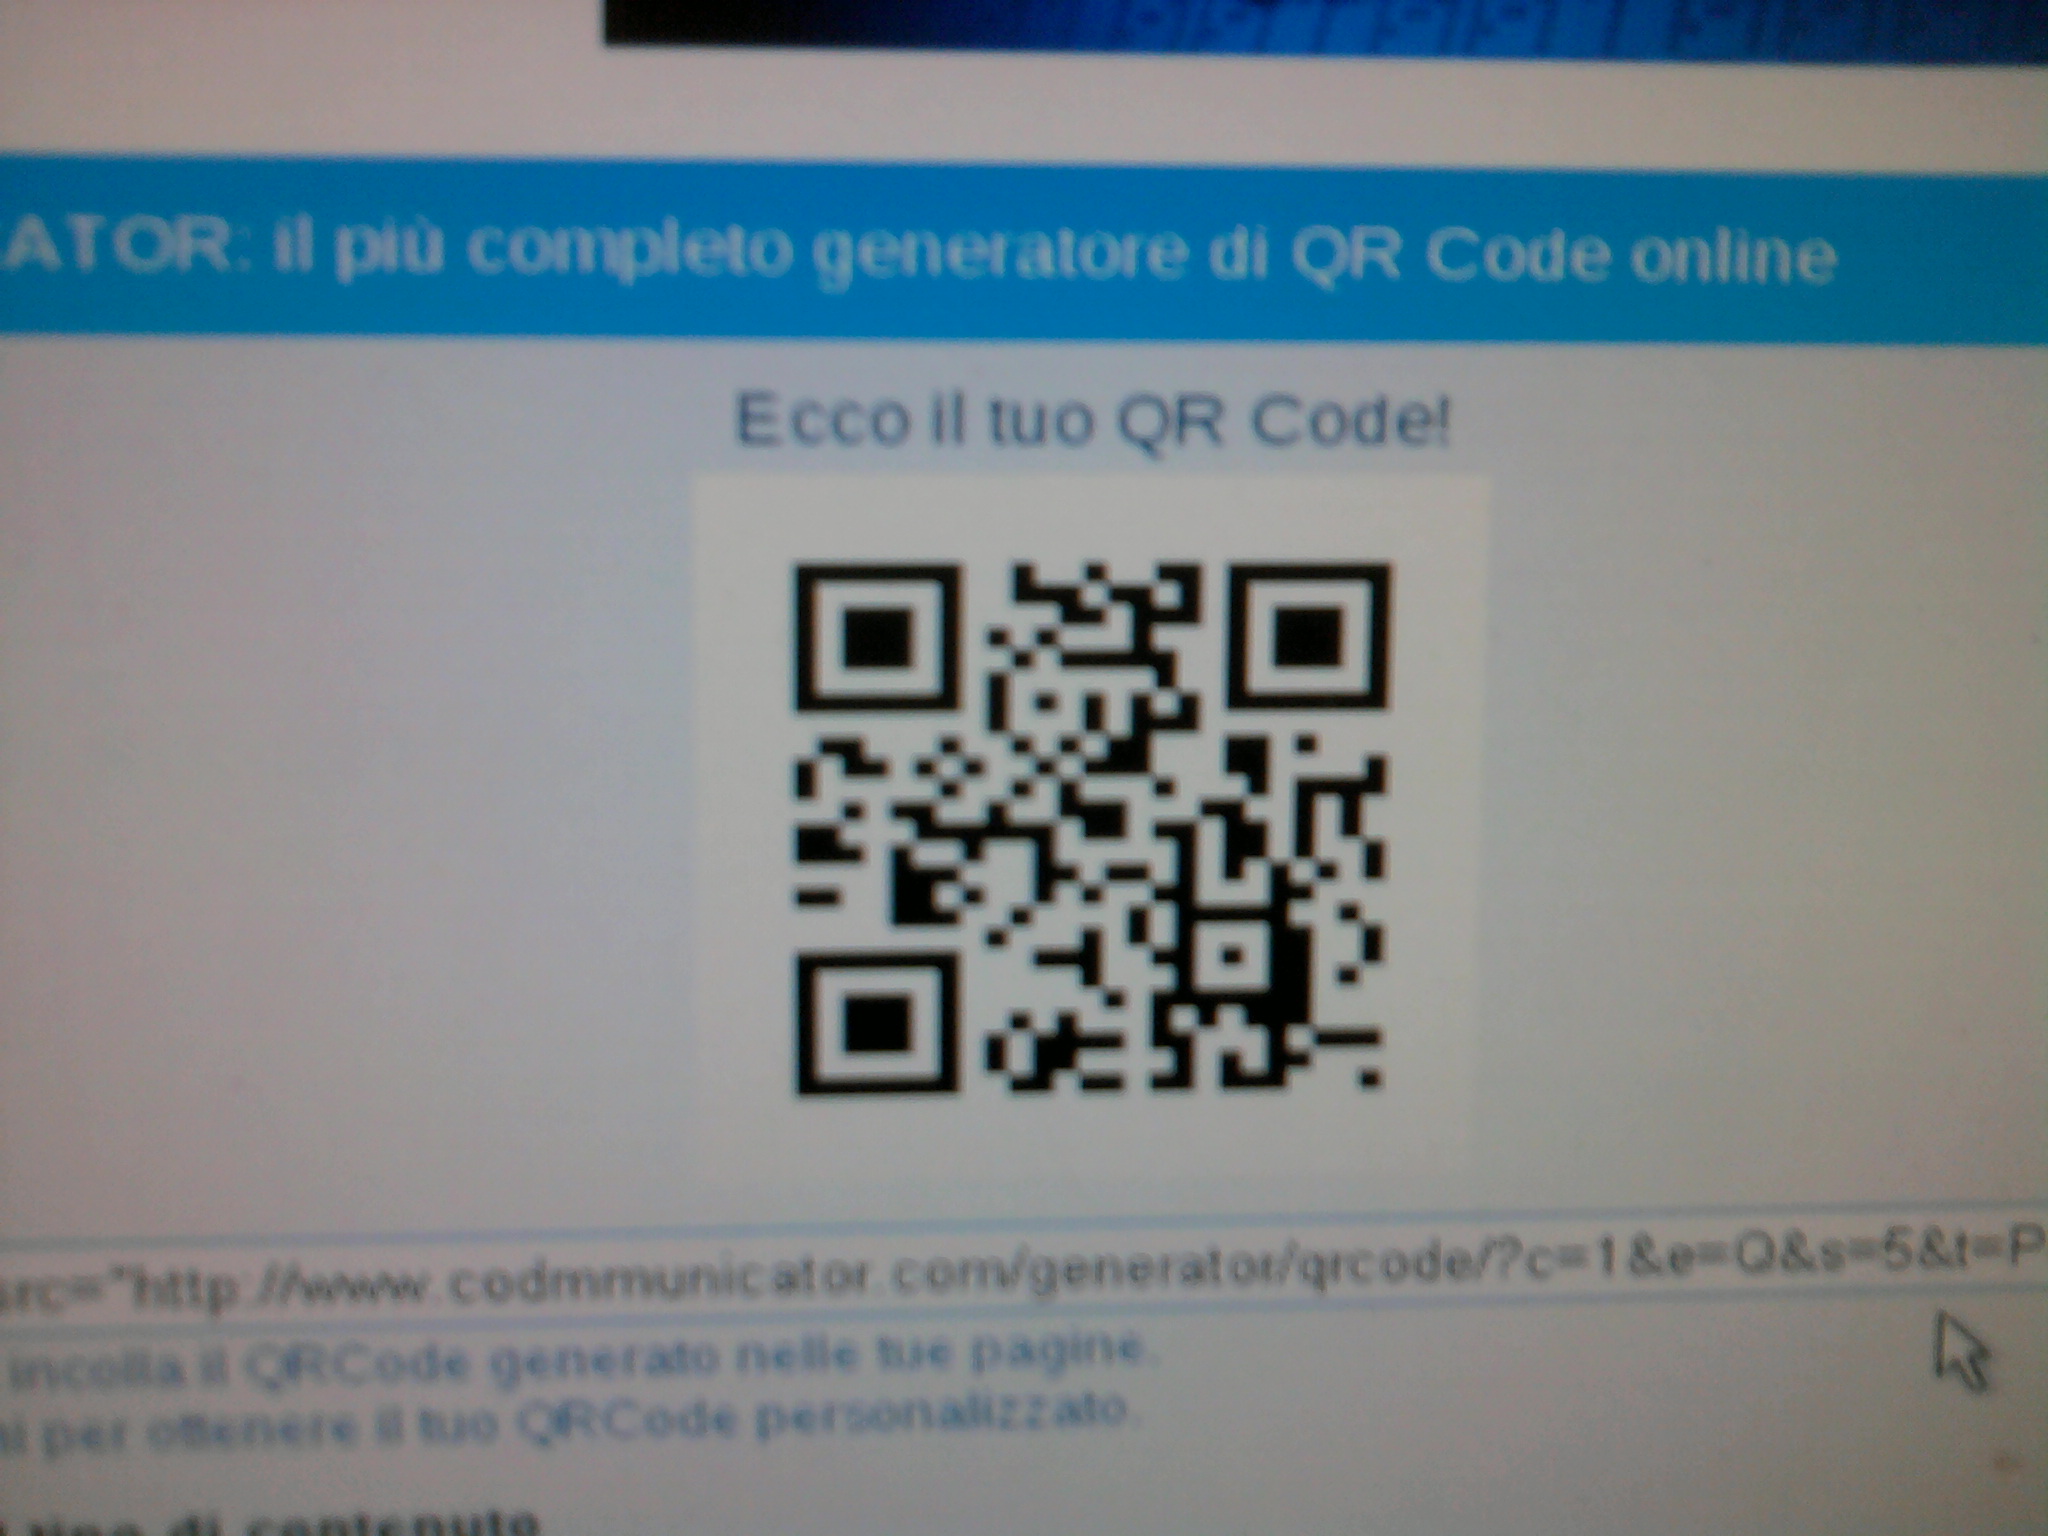 ATOR: il più completo generatore di QR Code online
Ecco il tuo QR Code!
src="http://www.codmmunicator.com/generator/qrcode/?c=1&e=Q&s=5&t=P
incolla il QRCode generato nelle tue pagine.
per ottenere il tuo QRCode personalizzato.
tipo di contenuto